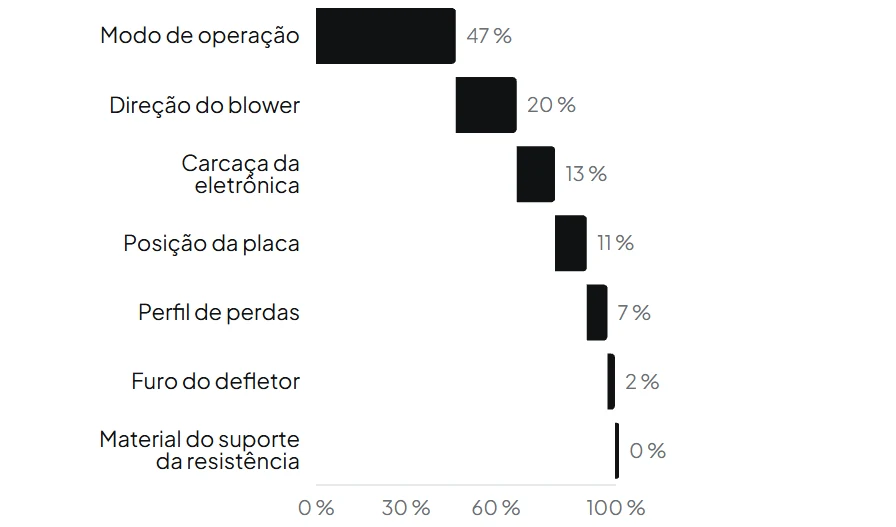 Modo de operação
47 %
Direção do blower
20 %
Carcaça da
eletrônica
13 %
Posição da placa
11 %
Perfil de perdas
7 %
Furo do defletor
2 %
Material do suporte
da resistência
0 %
0 %
30 %
60 %
100 %